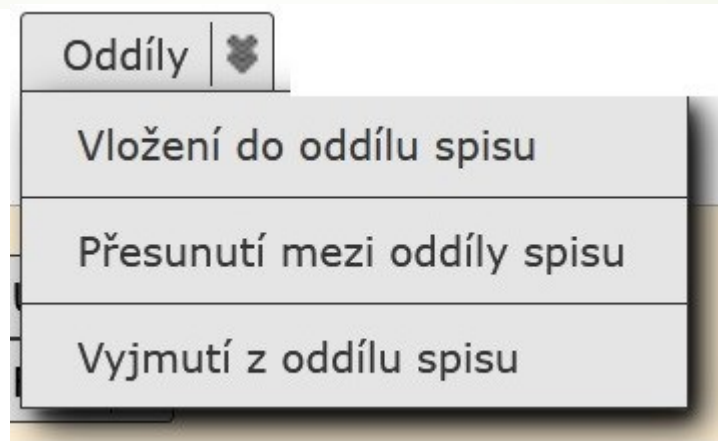 Oddíly
Vložení do oddílu spisu
Přesunutí mezi oddíly spisu
Vyjmutí z oddílu spisu